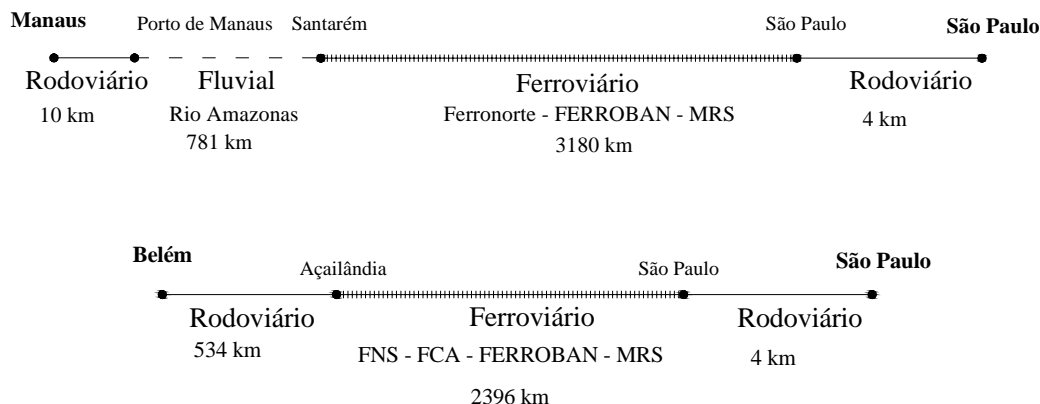 Manaus
Porto de Manaus
Santarém
São Paulo
São Paulo
Rodoviário
Fluvial
Ferroviário
Rodoviário
10 km
Rio Amazonas
Ferronorte - FERROBAN - MRS
4 km
781 km
3180 km
Belém
Açailândia
São Paulo
São Paulo
Rodoviário
Ferroviário
Rodoviário
534 km
FNS - FCA - FERROBAN - MRS
4 km
2396 km